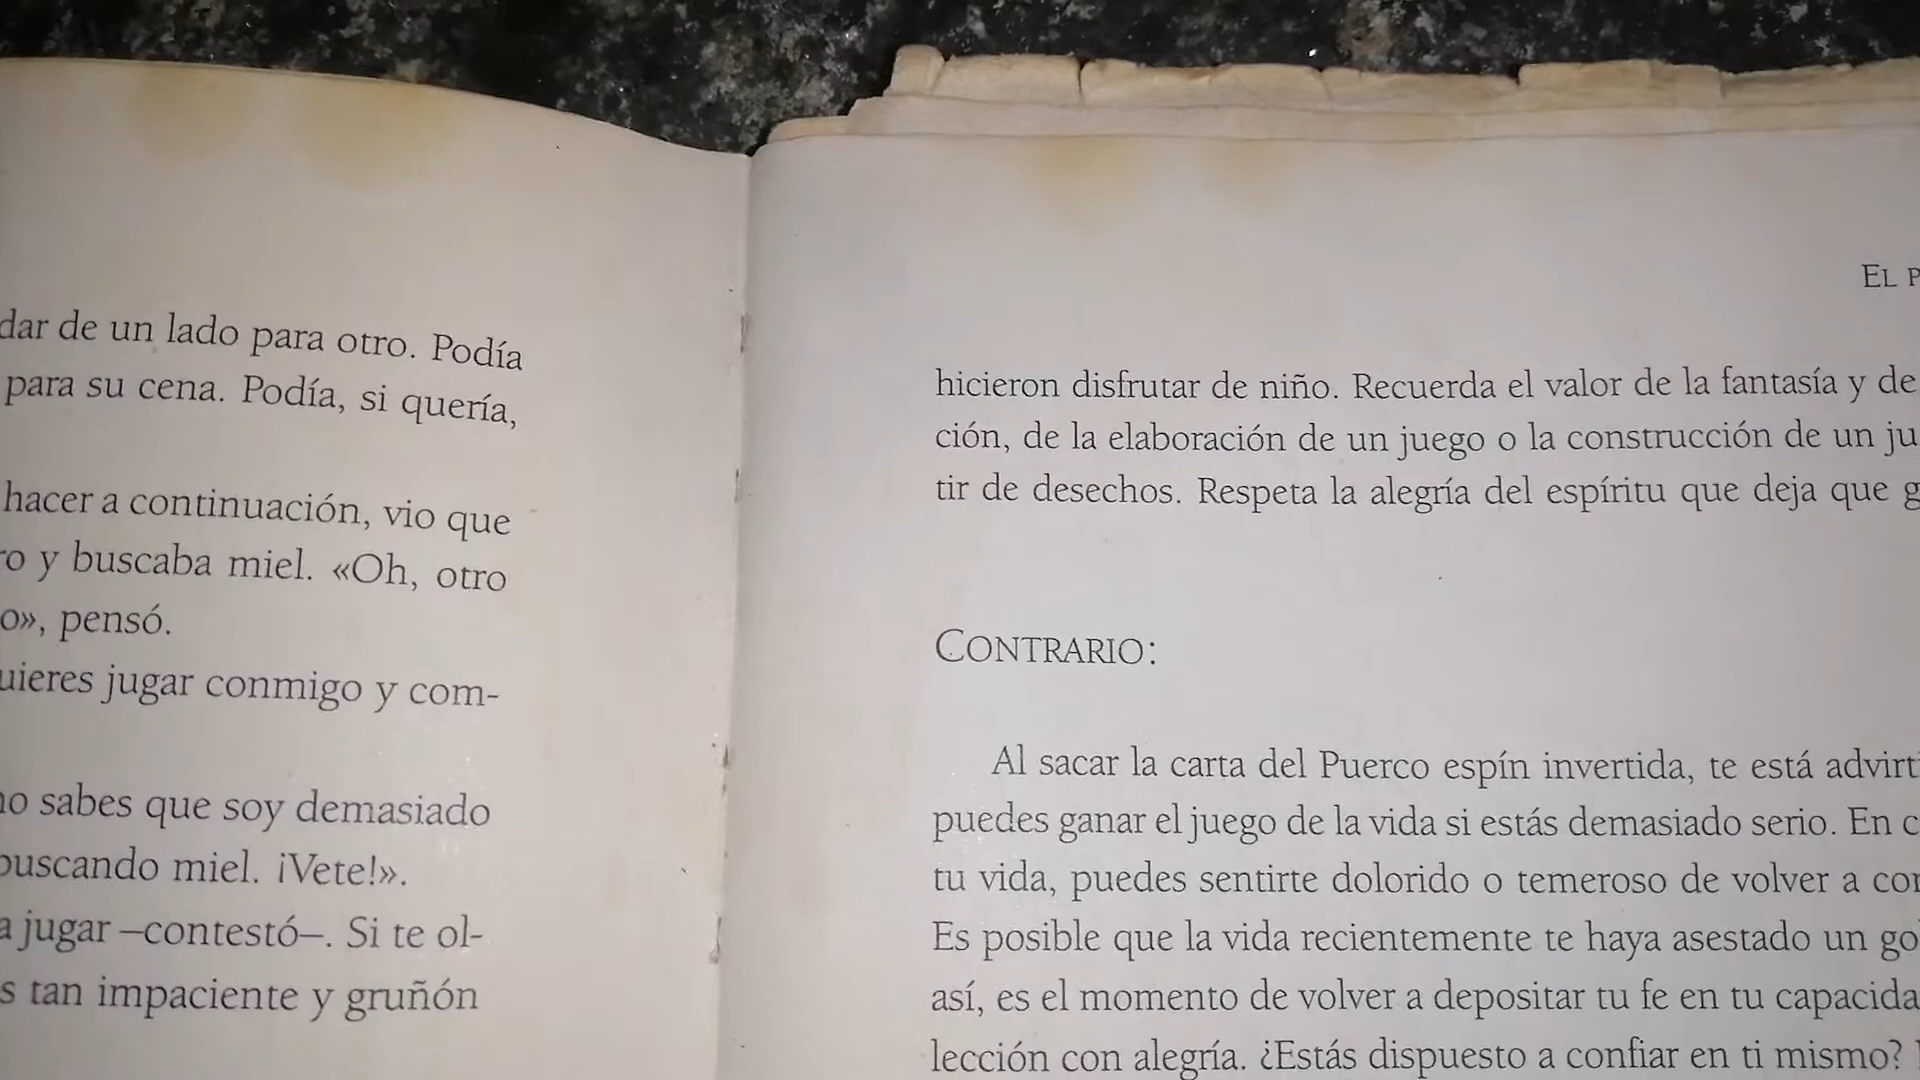 de un lado para otro. Podía
para su cena. Podía, si quería,
hacer a continuación, vio que
y buscaba miel. «Oh, otro
pensó.
jugar conmigo y com-
sabes que soy demasiado
buscando miel. ¡Vete!».
a jugar –contestó–. Si te ol-
tan impaciente y gruñón
EL
hicieron disfrutar de niño. Recuerda el valor de la fantasía y de
ción, de la elaboración de un juego o la construcción de un
tir de desechos. Respeta la alegría del espíritu que deja que
CONTRARIO:
Al sacar la carta del Puerco espín invertida, te está
puedes ganar el juego de la vida si estás demasiado serio. En
tu vida, puedes sentirte dolorido o temeroso de volver a
Es posible que la vida recientemente te haya asestado un
así, es el momento de volver a depositar tu fe en tu
lección con alegría. ¿Estás dispuesto a confiar en ti mismo?